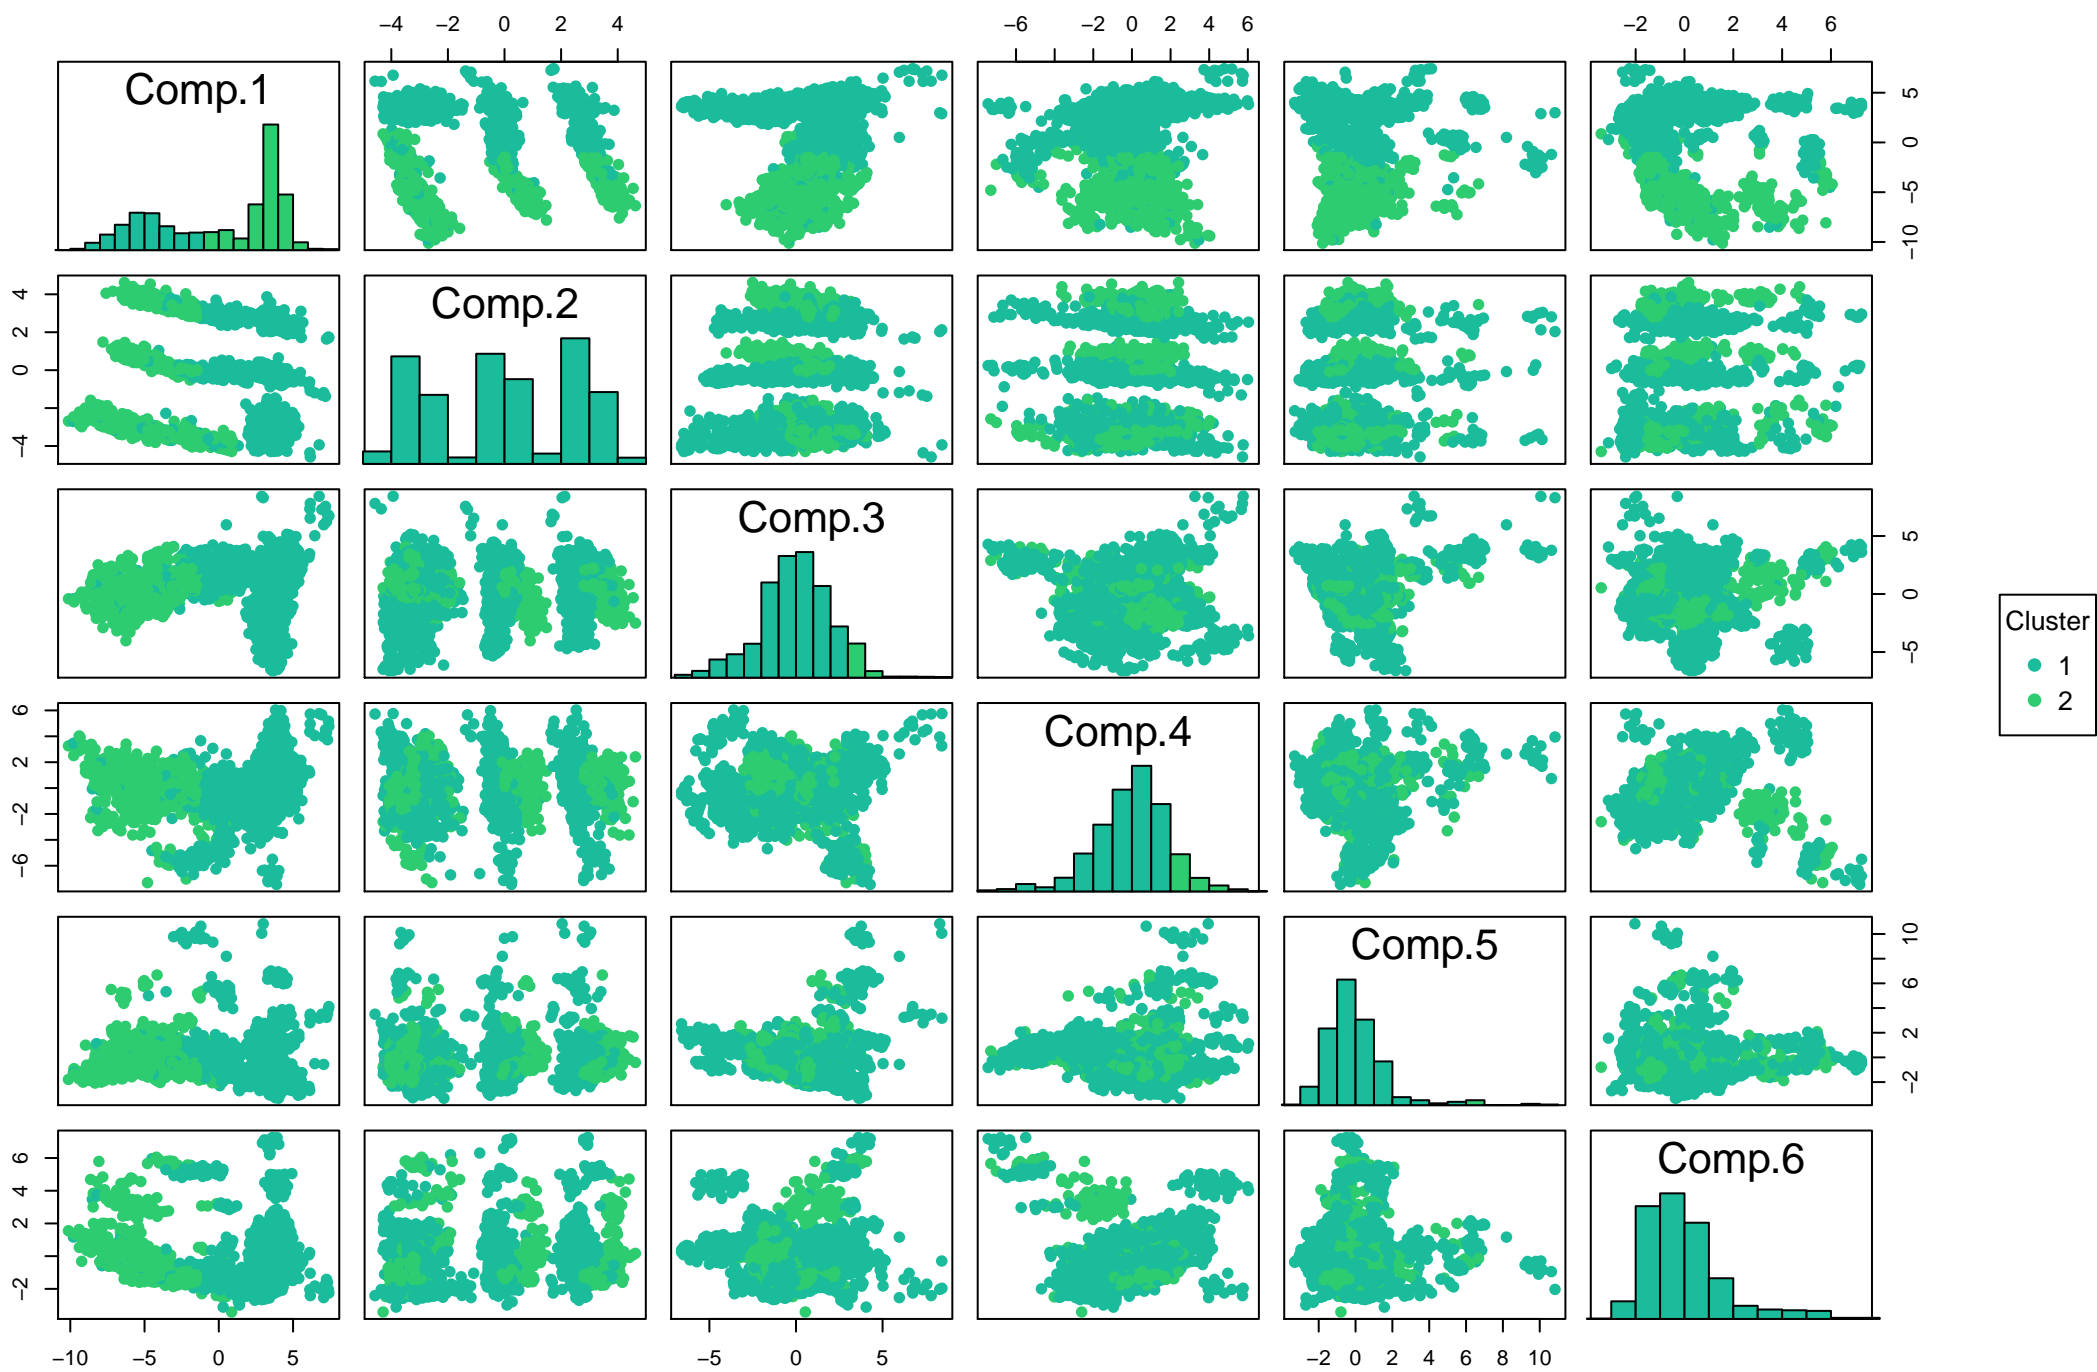 −4 −2 0 2 4 −6 −2 0 2 4 6 −2 0 2 4 6
Comp.1
−10 −5 0 5
−4 0 2 4
Comp.2
Comp.3
−5 0 5
Cluster
1
2
−6 −2 2 6
Comp.4
Comp.5
−2 2 6 10
−2 2 4 6
Comp.6
−10 −5 0 5 −5 0 5 −2 0 2 4 6 8 10